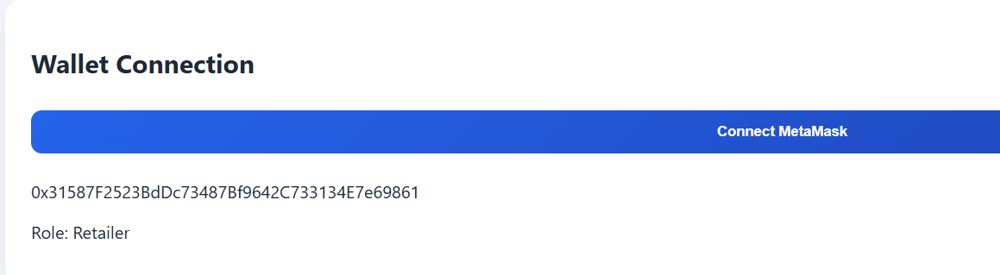 Wallet Connection
Connect MetaMask
0x31587F2523BdDc73487Bf9642C733134E7e69861
Role: Retailer